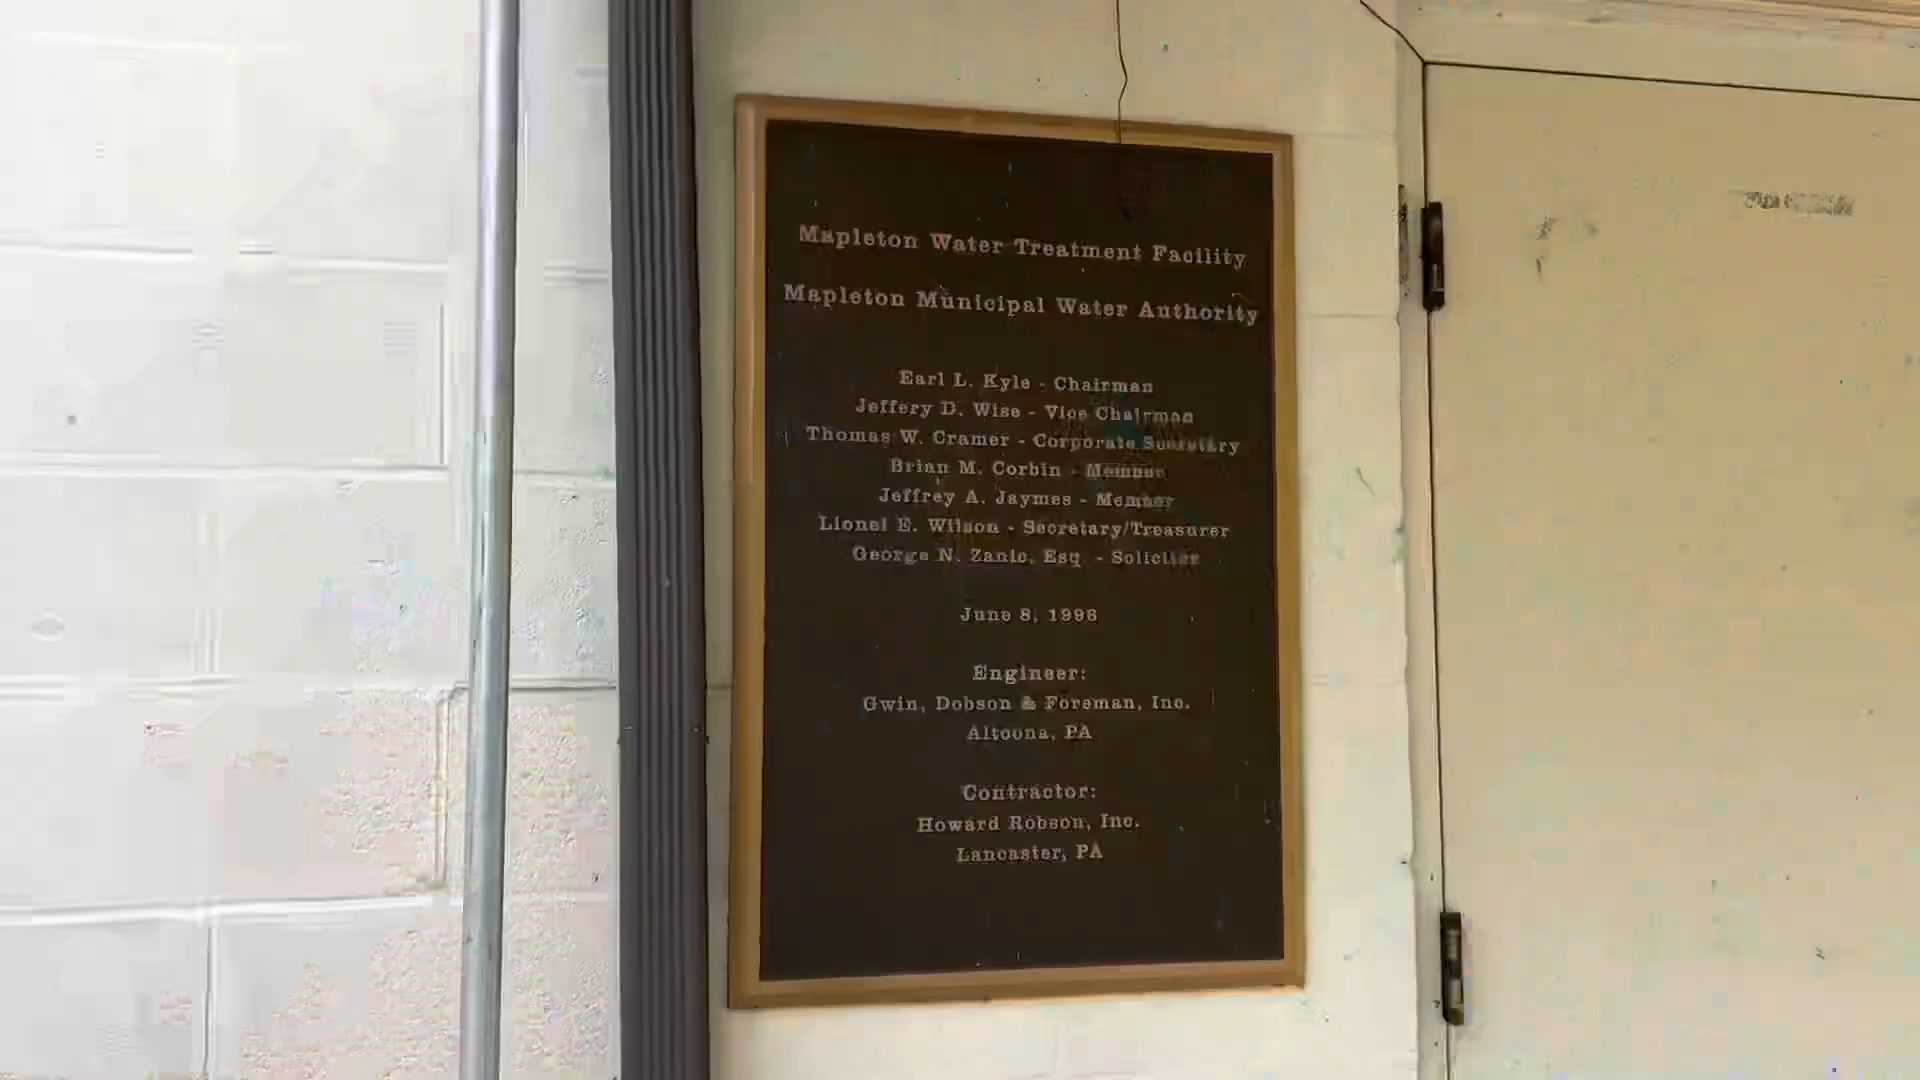 Mapleton Water Treatment Facility
Mapleton Municipal Water Authority
Earl L. Kyle - Chairman
Jeffery D. Wise - Vice Chairman
Thomas W. Cramer - Corporate Secretary
Brian M. Corbin - Member
Jeffrey A. Jaymes - Member
Lionel E. Wilson - Secretary/Treasurer
George N. Zanic, Esq. - Solicitor
June 8, 1996
Engineer:
Gwin, Dobson & Foreman, Inc.
Altoona, PA
Contractor:
Howard Robson, Inc.
Lancaster, PA